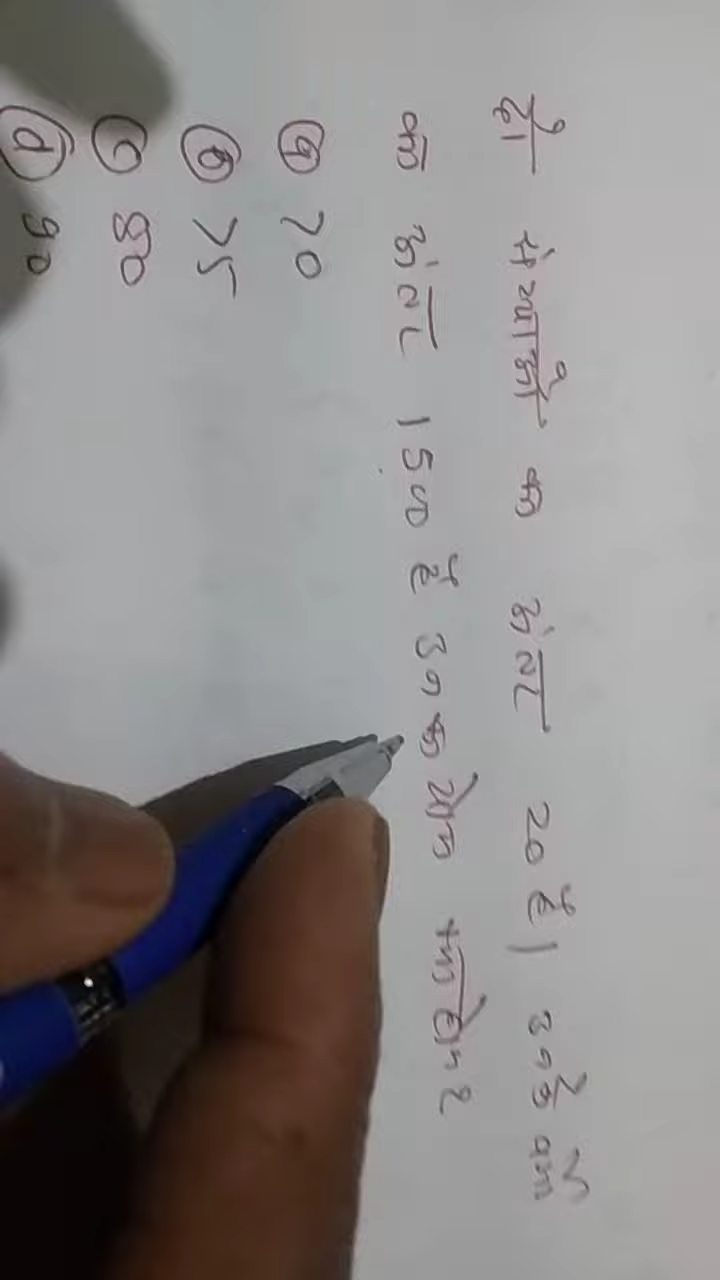 दो संख्याओं का अंतर 20 है। उनके वर्गों
का अंतर 1500 है उनका योग क्या होगा?
a 70
b 75
c 80
d 90